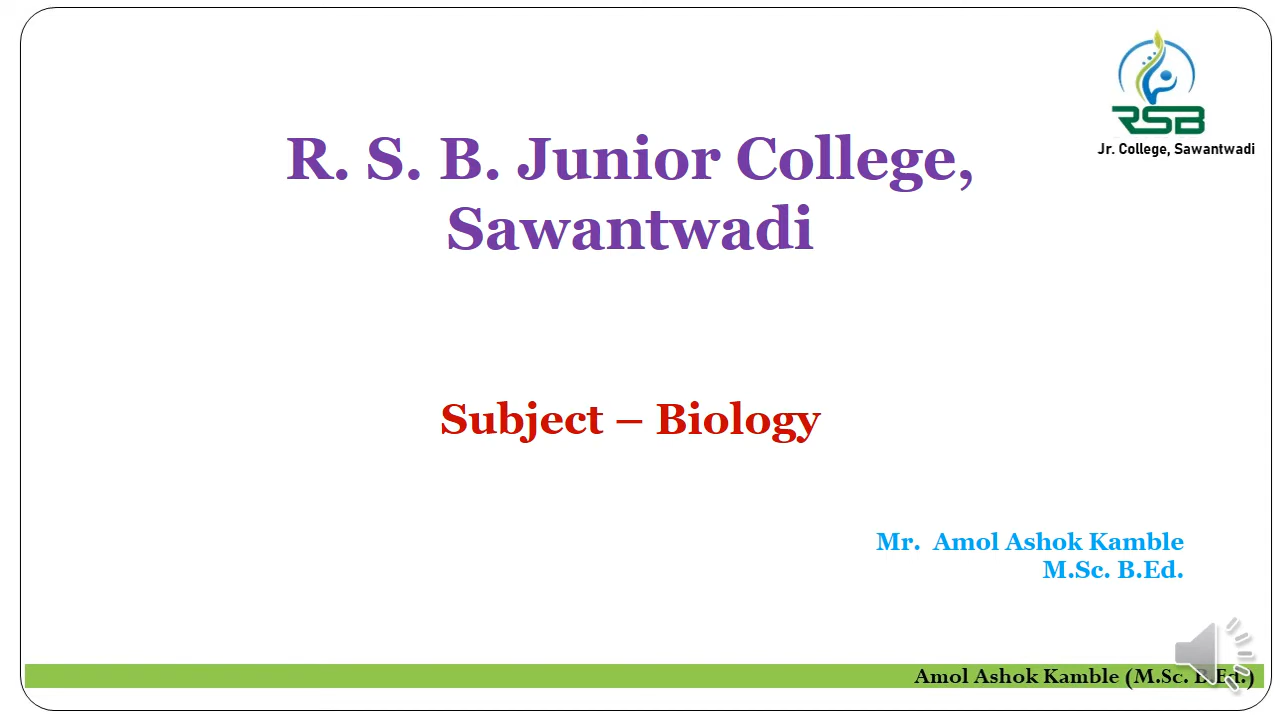 RSB
Jr. College, Sawantwadi
R. S. B. Junior College,
Sawantwadi
Subject – Biology
Mr. Amol Ashok Kamble
M.Sc. B.Ed.
Amol Ashok Kamble (M.Sc. B.Ed.)